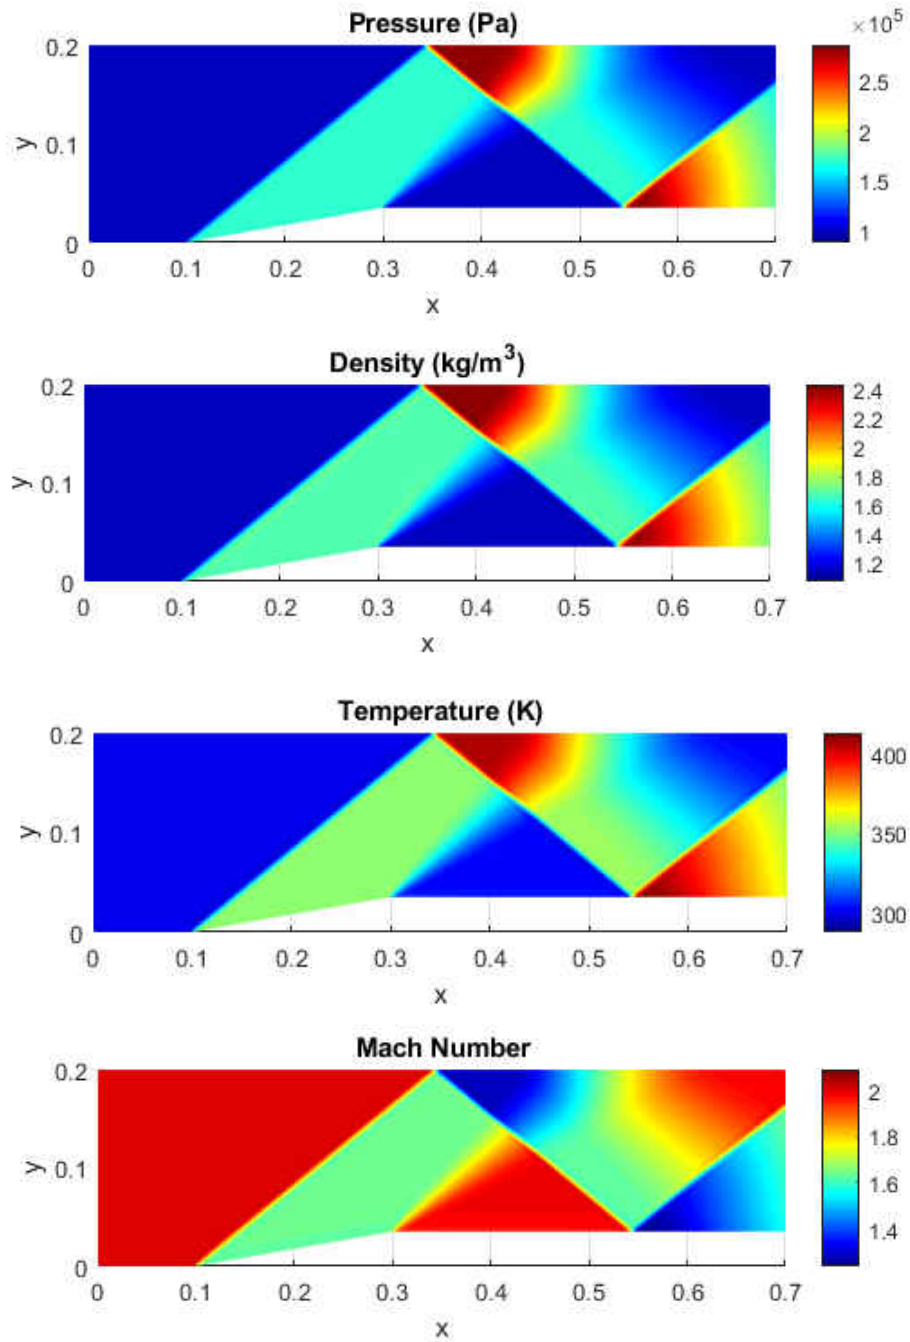 Pressure (Pa)
×10⁵
0.2
0.1
0
y
2.5
2
1.5
1
0 0.1 0.2 0.3 0.4 0.5 0.6 0.7
x
Density (kg/m³)
0.2
0.1
0
y
2.4
2.2
2
1.8
1.6
1.4
1.2
0 0.1 0.2 0.3 0.4 0.5 0.6 0.7
x
Temperature (K)
0.2
0.1
0
y
400
350
300
0 0.1 0.2 0.3 0.4 0.5 0.6 0.7
x
Mach Number
0.2
0.1
0
y
2
1.8
1.6
1.4
0 0.1 0.2 0.3 0.4 0.5 0.6 0.7
x